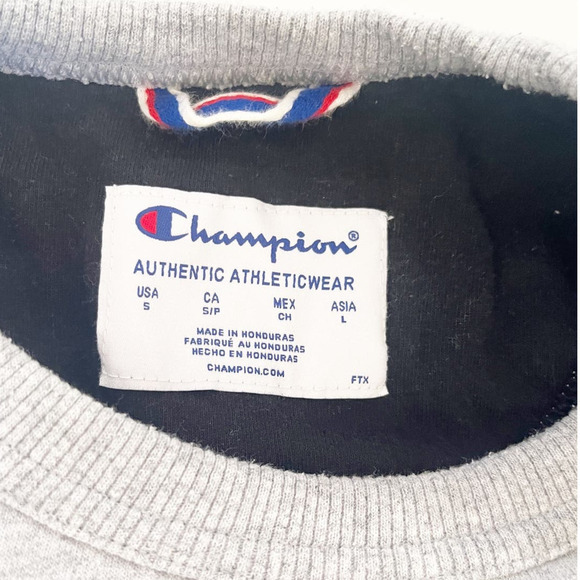 Champion®
AUTHENTIC ATHLETICWEAR
USA CA MEX ASIA
S S/P CH L
MADE IN HONDURAS
FABRIQUÉ AU HONDURAS
HECHO EN HONDURAS
CHAMPION.COM
FTX